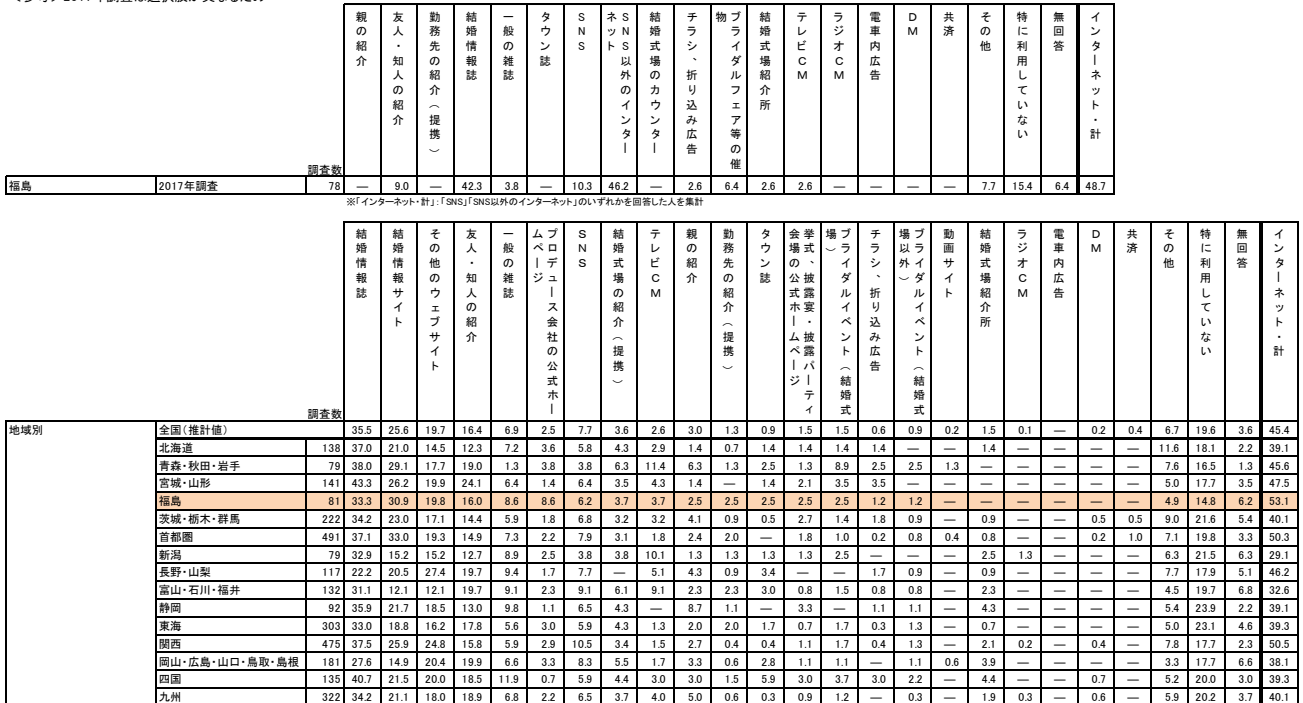 ＜参考＞2017年調査は選択肢が異なるため
親の紹介
友人・知人の紹介
勤務先の紹介（提携）
結婚情報誌
一般の雑誌
タウン誌
ＳＮＳ
ＳＮＳ以外のインターネット
結婚式場のカウンター
チラシ、折り込み広告
ブライダルフェア等の催物
結婚式場紹介所
テレビＣＭ
ラジオＣＭ
電車内広告
ＤＭ
共済
その他
特に利用していない
無回答
インターネット・計
調査数
福島 2017年調査 78 ― 9.0 ― 42.3 3.8 ― 10.3 46.2 ― 2.6 6.4 2.6 2.6 ― ― ― ― 7.7 15.4 6.4 48.7
※「インターネット・計」：「SNS」「SNS以外のインターネット」のいずれかを回答した人を集計
結婚情報誌
結婚情報サイト
その他のウェブサイト
友人・知人の紹介
一般の雑誌
プロデュース会社の公式ホームページ
ＳＮＳ
結婚式場の紹介（提携）
テレビＣＭ
親の紹介
勤務先の紹介（提携）
タウン誌
挙式、披露宴・披露パーティ会場の公式ホームページ
ブライダルイベント（結婚式場）
チラシ、折り込み広告
ブライダルイベント（結婚式場以外）
動画サイト
結婚式場紹介所
ラジオＣＭ
電車内広告
ＤＭ
共済
その他
特に利用していない
無回答
インターネット・計
調査数
地域別 全国（推計値） 35.5 25.6 19.7 16.4 6.9 2.5 7.7 3.6 2.6 3.0 1.3 0.9 1.5 1.5 0.6 0.9 0.2 1.5 0.1 ― 0.2 0.4 6.7 19.6 3.6 45.4
北海道 138 37.0 21.0 14.5 12.3 7.2 3.6 5.8 4.3 2.9 1.4 0.7 1.4 1.4 1.4 1.4 ― ― 1.4 ― ― ― ― 11.6 18.1 2.2 39.1
青森・秋田・岩手 79 38.0 29.1 17.7 19.0 1.3 3.8 3.8 6.3 11.4 6.3 1.3 2.5 1.3 8.9 2.5 2.5 1.3 ― ― ― ― ― 7.6 16.5 1.3 45.6
宮城・山形 141 43.3 26.2 19.9 24.1 6.4 1.4 6.4 3.5 4.3 1.4 ― 1.4 2.1 3.5 3.5 ― ― ― ― ― ― ― 5.0 17.7 3.5 47.5
福島 81 33.3 30.9 19.8 16.0 8.6 8.6 6.2 3.7 3.7 2.5 2.5 2.5 2.5 2.5 1.2 1.2 ― ― ― ― ― ― 4.9 14.8 6.2 53.1
茨城・栃木・群馬 222 34.2 23.0 17.1 14.4 5.9 1.8 6.8 3.2 3.2 4.1 0.9 0.5 2.7 1.4 1.8 0.9 ― 0.9 ― ― 0.5 0.5 9.0 21.6 5.4 40.1
首都圏 491 37.1 33.0 19.3 14.9 7.3 2.2 7.9 3.1 1.8 2.4 2.0 ― 1.8 1.0 0.2 0.8 0.4 0.8 ― ― 0.2 1.0 7.1 19.8 3.3 50.3
新潟 79 32.9 15.2 15.2 12.7 8.9 2.5 3.8 3.8 10.1 1.3 1.3 1.3 1.3 2.5 ― ― ― 2.5 1.3 ― ― ― 6.3 21.5 6.3 29.1
長野・山梨 117 22.2 20.5 27.4 19.7 9.4 1.7 7.7 ― 5.1 4.3 0.9 3.4 ― ― 1.7 0.9 ― 0.9 ― ― ― ― 7.7 17.9 5.1 46.2
富山・石川・福井 132 31.1 12.1 12.1 19.7 9.1 2.3 9.1 6.1 9.1 2.3 2.3 3.0 0.8 1.5 0.8 0.8 ― 2.3 ― ― ― ― 4.5 19.7 6.8 32.6
静岡 92 35.9 21.7 18.5 13.0 9.8 1.1 6.5 4.3 ― 8.7 1.1 ― 3.3 ― 1.1 1.1 ― 4.3 ― ― ― ― 5.4 23.9 2.2 39.1
東海 303 33.0 18.8 16.2 17.8 5.6 3.0 5.9 4.3 1.3 2.0 2.0 1.7 0.7 1.7 0.3 1.3 ― 0.7 ― ― ― ― 5.0 23.1 4.6 39.3
関西 475 37.5 25.9 24.8 15.8 5.9 2.9 10.5 3.4 1.5 2.7 0.4 0.4 1.1 1.7 0.4 1.3 ― 2.1 0.2 ― 0.4 ― 7.8 17.7 2.3 50.5
岡山・広島・山口・鳥取・島根 181 27.6 14.9 20.4 19.9 6.6 3.3 8.3 5.5 1.7 3.3 0.6 2.8 1.1 1.1 ― 1.1 0.6 3.9 ― ― ― ― 3.3 17.7 6.6 38.1
四国 135 40.7 21.5 20.0 18.5 11.9 0.7 5.9 4.4 3.0 3.0 1.5 5.9 3.0 3.7 3.0 2.2 ― 4.4 ― ― 0.7 ― 5.2 20.0 3.0 39.3
九州 322 34.2 21.1 18.0 18.9 6.8 2.2 6.5 3.7 4.0 5.0 0.6 0.3 0.9 1.2 ― 0.3 ― 1.9 0.3 ― 0.6 ― 5.9 20.2 3.7 40.1